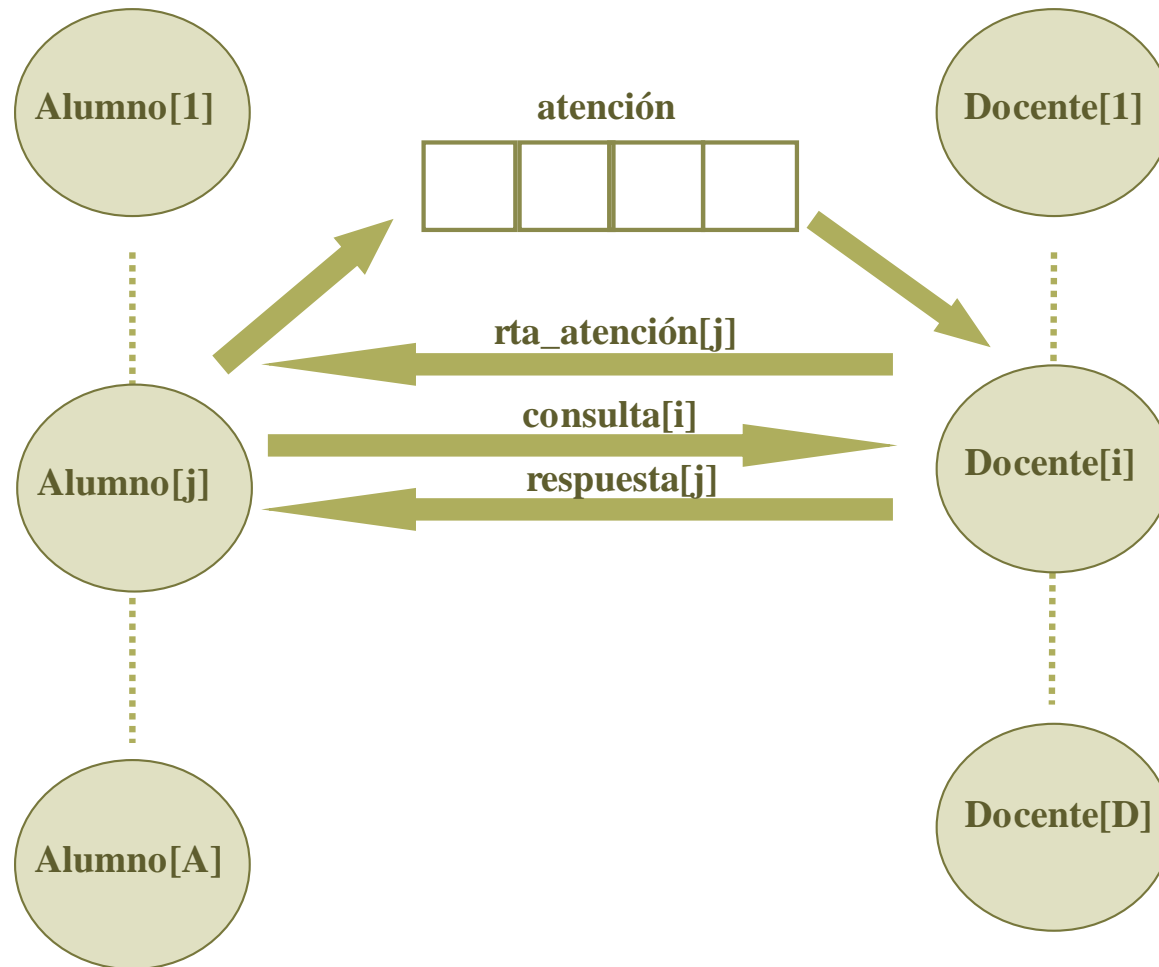 Alumno[1]
atención
Docente[1]
rta_atención[j]
consulta[i]
Alumno[j]
respuesta[j]
Docente[i]
Alumno[A]
Docente[D]